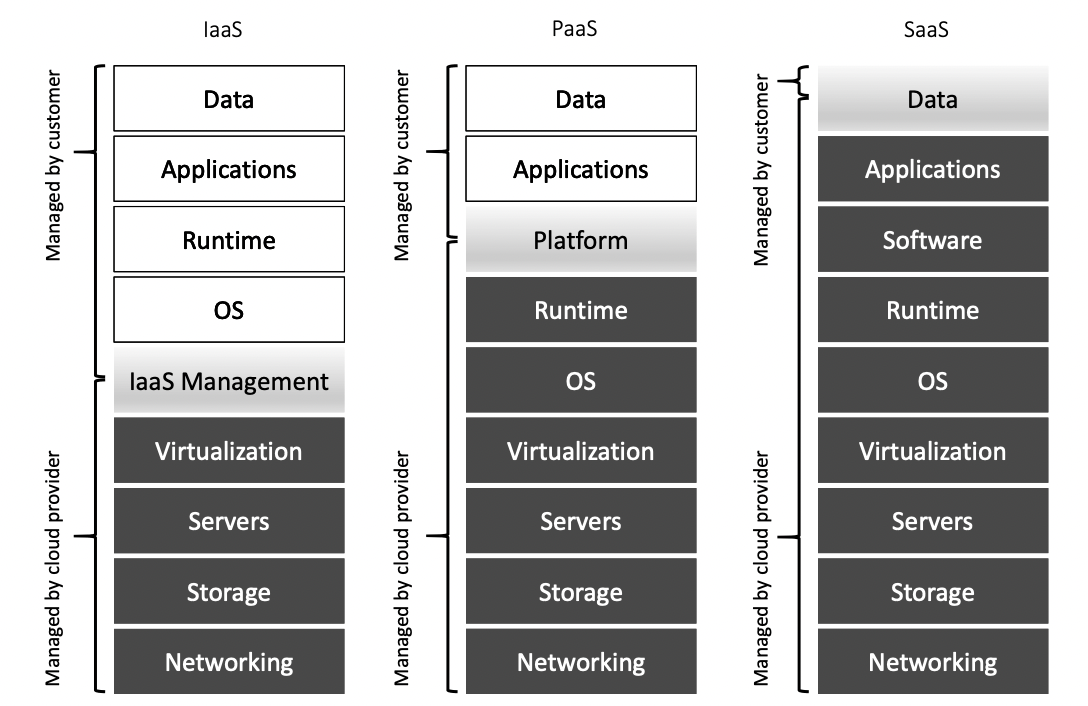 IaaS
Managed by customer
Data
Applications
Runtime
OS
IaaS Management
Managed by cloud provider
Virtualization
Servers
Storage
Networking
PaaS
Managed by customer
Data
Applications
Platform
Managed by cloud provider
Runtime
OS
Virtualization
Servers
Storage
Networking
SaaS
Managed by customer
Data
Managed by cloud provider
Applications
Software
Runtime
OS
Virtualization
Servers
Storage
Networking